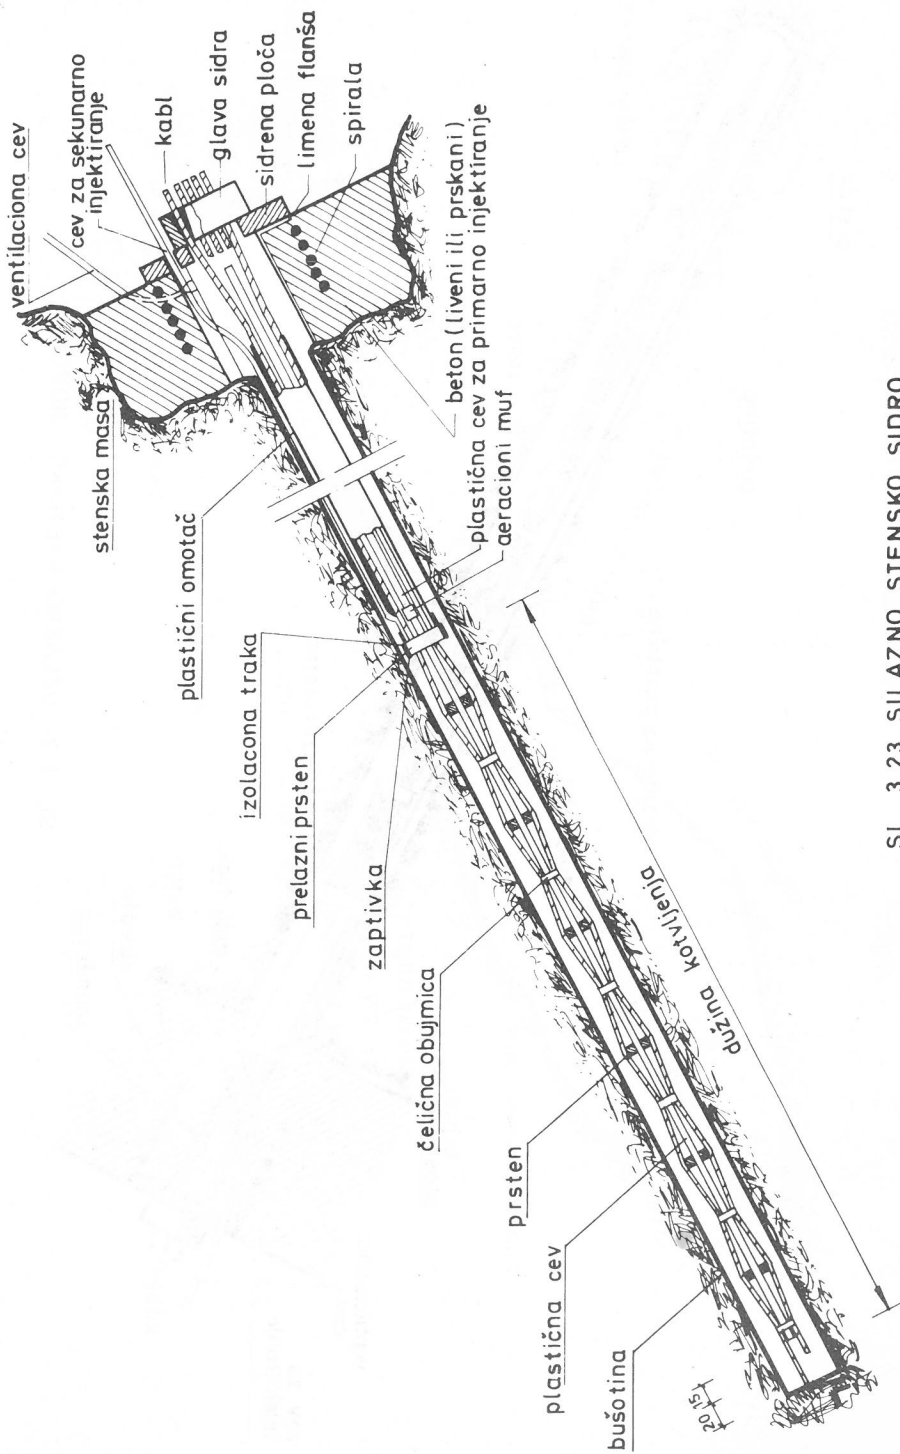 ventilaciona cev
cev za sekunarno
injektiranje
kabl
glava sidra
sidrena ploča
limena flanša
spirala
stenska masa
plastični omotač
beton (liveni ili prskani)
plastična cev za primarno injektiranje
aeracioni muf
izolacona traka
prelazni prsten
zaptivka
čelična obujmica
prsten
plastična cev
bušotina
dužina kotvljenja
20 15
SL. 3.23 SILAZNO STENSKO SIDRO